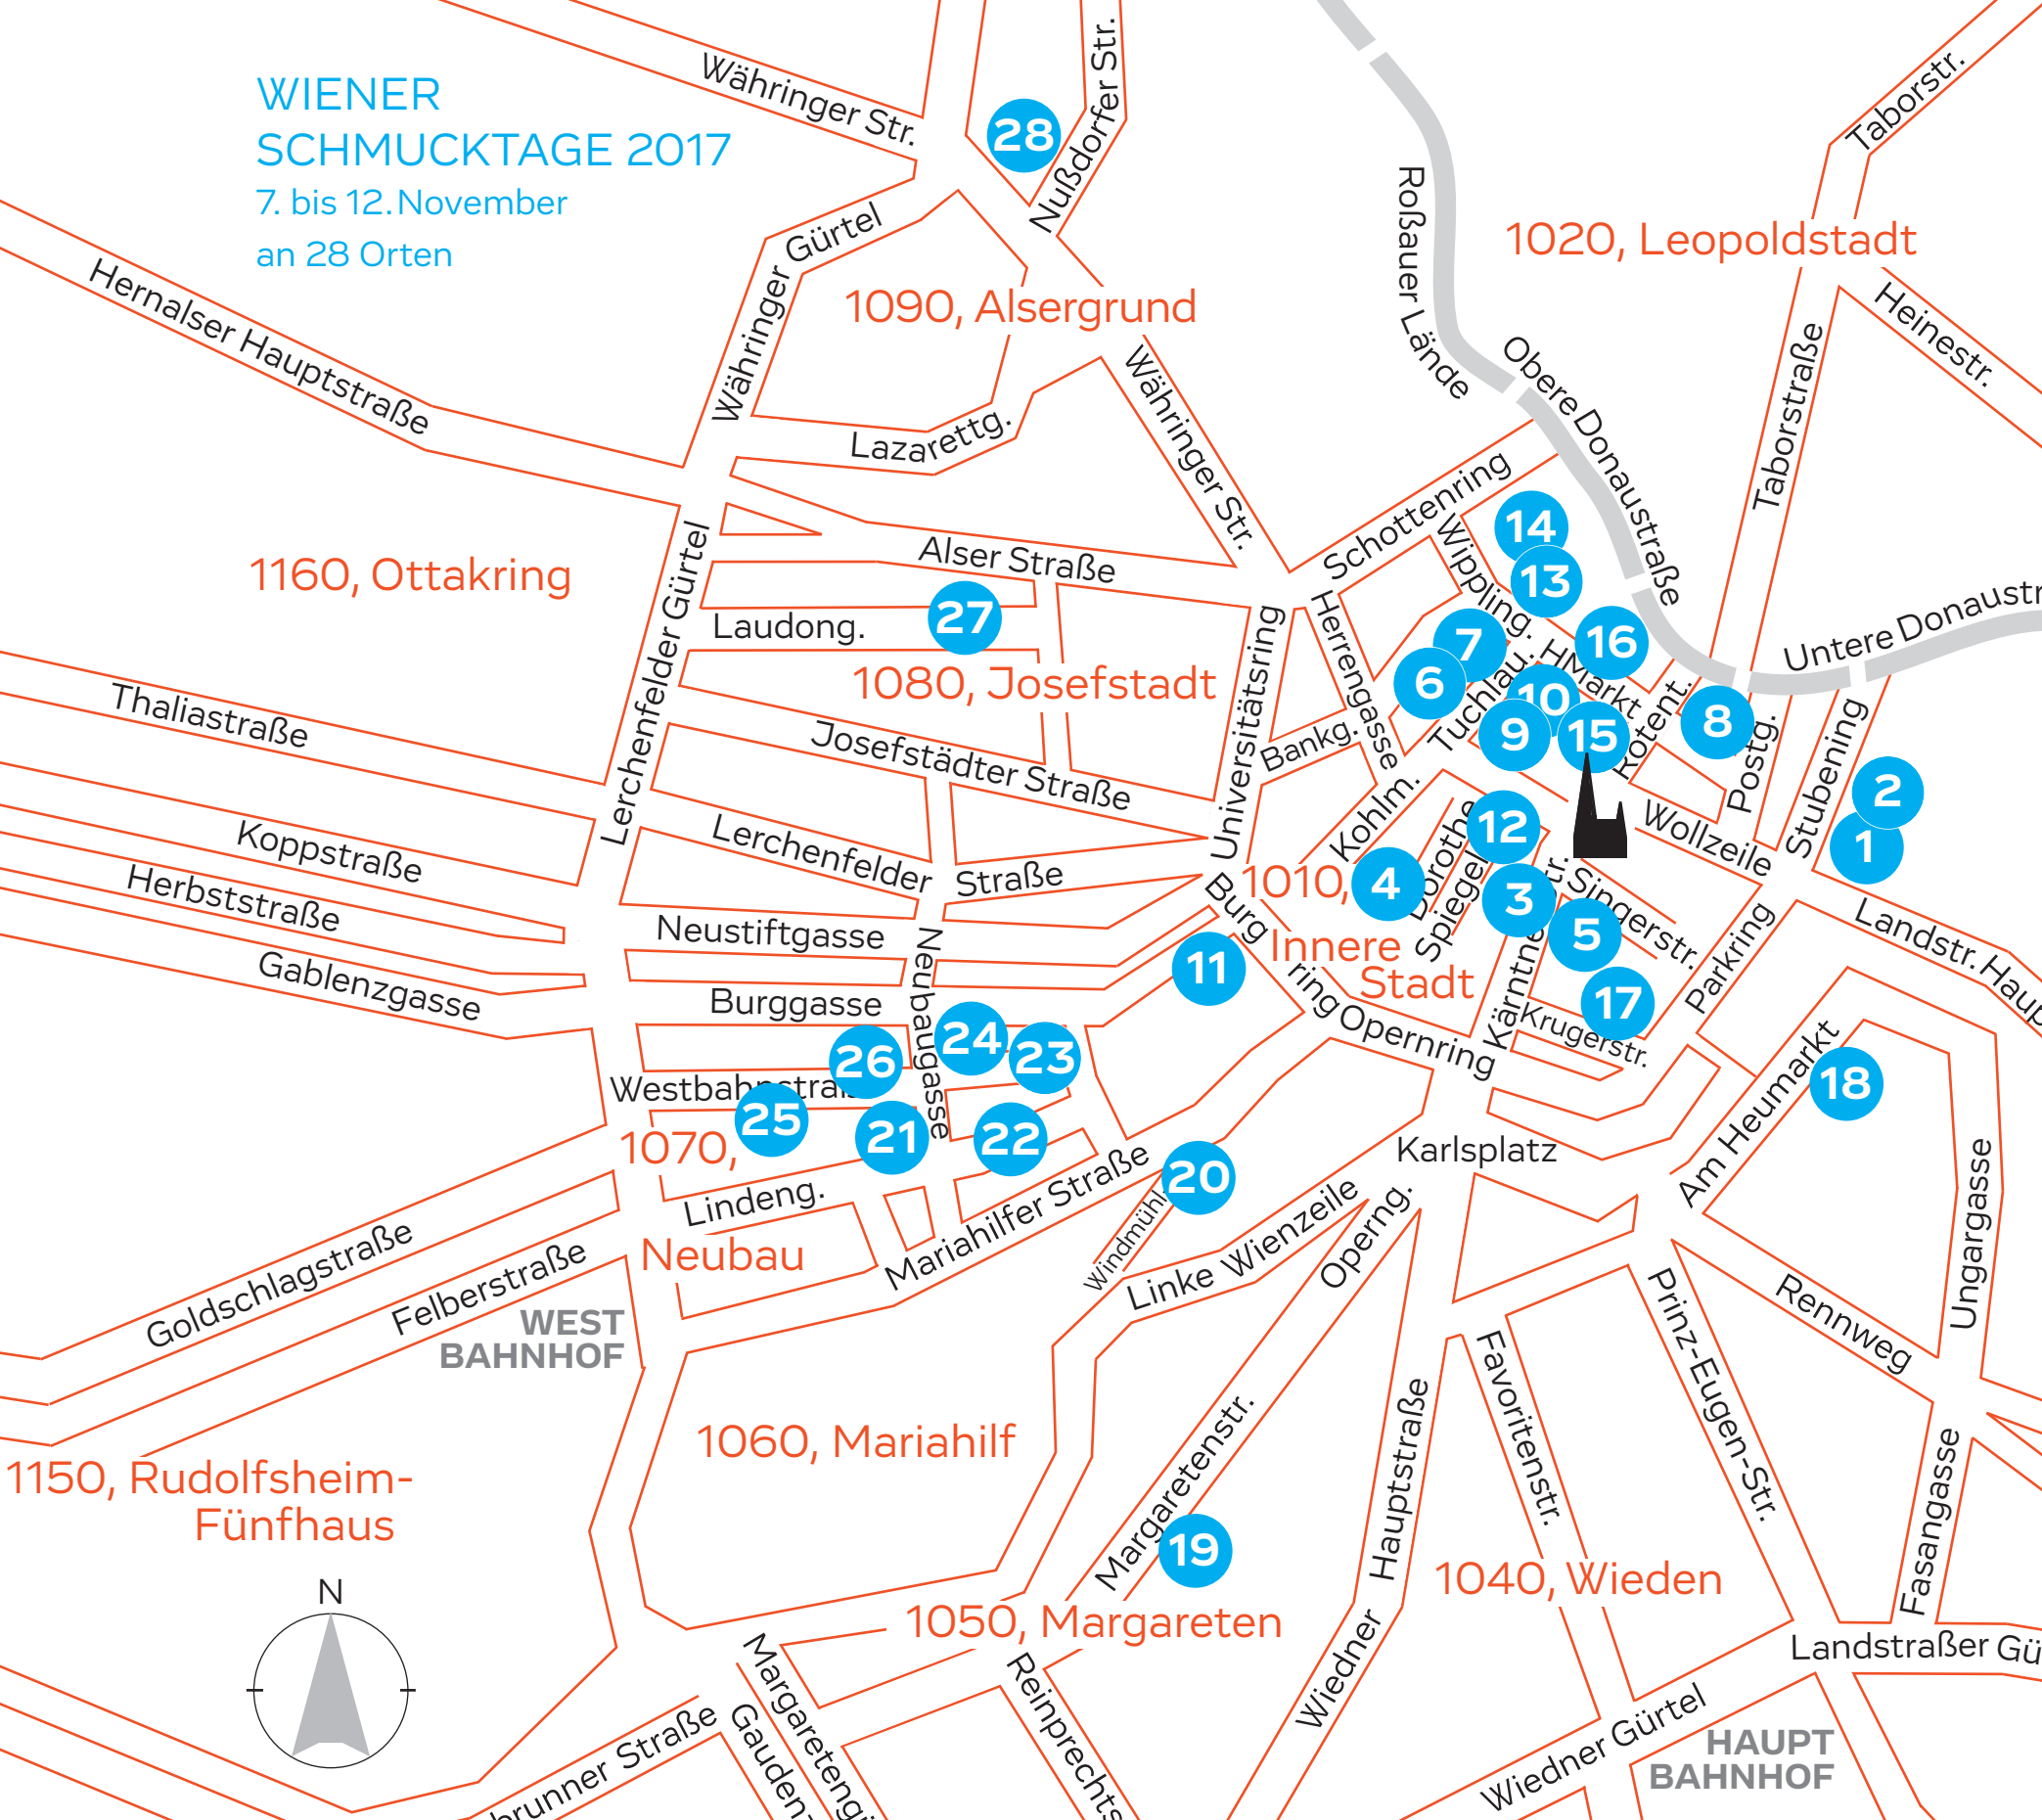 WIENER
SCHMUCKTAGE 2017
7. bis 12. November
an 28 Orten
Währinger Str.
28
Nußdorfer Str.
Taborstr.
Roßauer Lände
1020, Leopoldstadt
Währinger Gürtel
Hernalser Hauptstraße
1090, Alsergrund
Heinestr.
Währinger Gürtel
Obere Donaustraße
Taborstraße
Währinger Str.
Lazarettg.
Schottenring
14
Wippling.
13
Alser Straße
1160, Ottakring
Lerchenfelder Gürtel
27
Laudong.
Herrengasse
Universitätsring
7
16
HMarkt
Untere Donaustr
1080, Josefstadt
6
Tuchlau.
10
9
15
Rotent.
8
Postg.
Stubening
Thaliastraße
Josefstädter Straße
Bankg.
Kohlm.
2
1
Wollzeile
12
Lerchenfelder Straße
Koppstraße
Herbststraße
Gablenzgasse
1010,
Innere
Stadt
4
Spiegel
3
Singerstr.
5
17
Parkring
Landstr. Haup
Neustiftgasse
Neubaugasse
Burg
ring
11
Opernring
Krugerstr.
Burggasse
24
23
26
25
21
22
18
Am Heumarkt
Karlsplatz
Ungargasse
1070,
Neubau
Lindeng.
Mariahilfer Straße
20
Windmühl
Linke Wienzeile
Operng.
Goldschlagstraße
Felberstraße
WEST
BAHNHOF
Prinz-Eugen-Str.
Rennweg
Favoritenstr.
1060, Mariahilf
Margaretenstr.
19
Wiedner Hauptstraße
1150, Rudolfsheim-
Fünfhaus
Fasangasse
1040, Wieden
N
1050, Margareten
Landstraßer Gü
Reinprechts
Wiedner Gürtel
HAUPT
BAHNHOF
brunner Straße
Gauden
Margaretengü